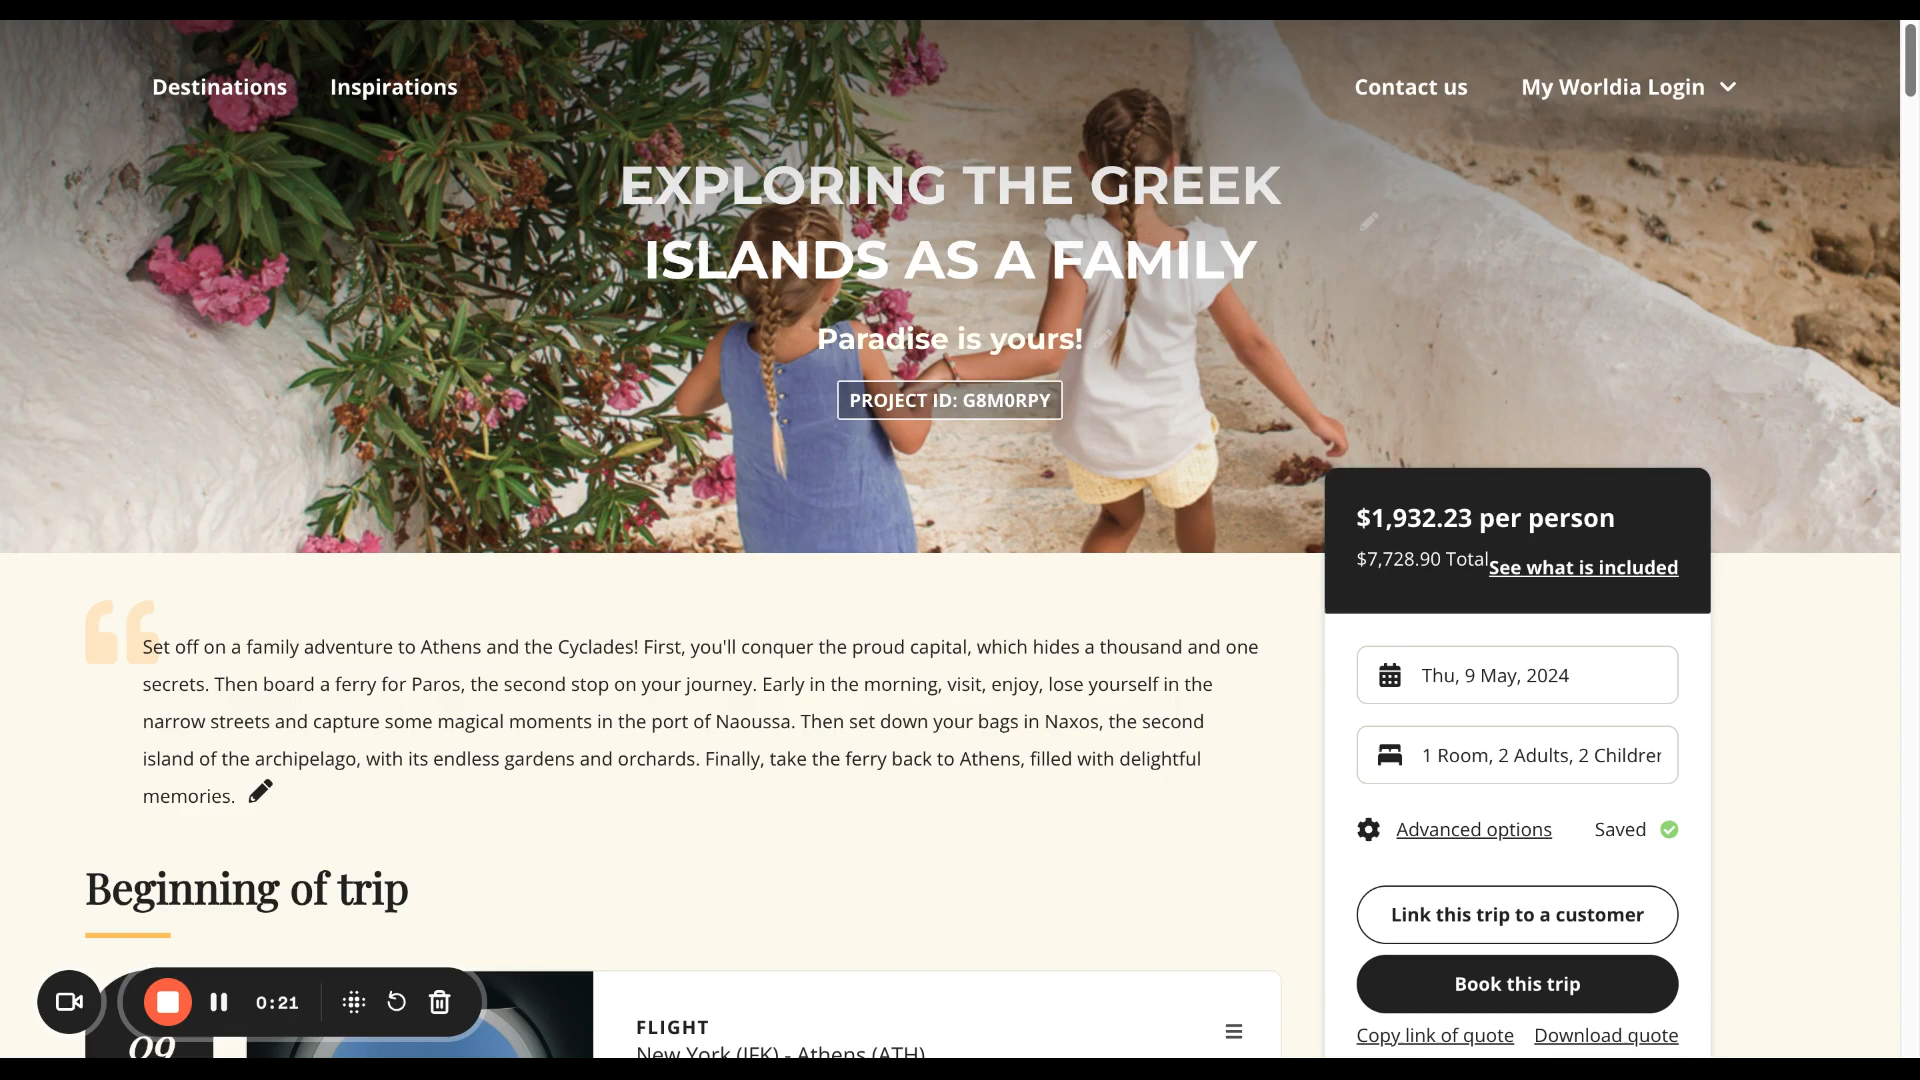 Destinations Inspirations Contact us My Worldia Login
EXPLORING THE GREEK
ISLANDS AS A FAMILY
Paradise is yours!
PROJECT ID: G8M0RPY
$1,932.23 per person
$7,728.90 Total See what is included
Set off on a family adventure to Athens and the Cyclades! First, you'll conquer the proud capital, which hides a thousand and one
secrets. Then board a ferry for Paros, the second stop on your journey. Early in the morning, visit, enjoy, lose yourself in the
narrow streets and capture some magical moments in the port of Naoussa. Then set down your bags in Naxos, the second
island of the archipelago, with its endless gardens and orchards. Finally, take the ferry back to Athens, filled with delightful
memories.
Thu, 9 May, 2024
1 Room, 2 Adults, 2 Children
Advanced options Saved
Link this trip to a customer
Book this trip
Copy link of quote Download quote
Beginning of trip
0:21
09
FLIGHT
New York (JFK) - Athens (ATH)